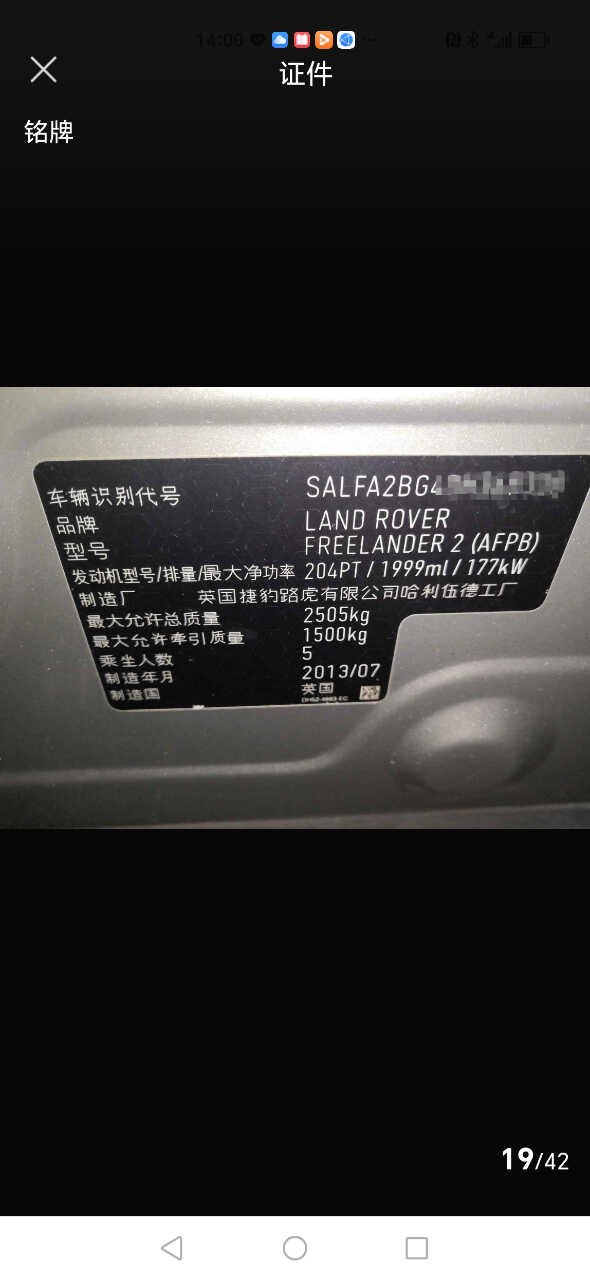 14:09
证件
铭牌
车辆识别代号 SALFA2BG4
品牌 LAND ROVER
型号 FREELANDER 2 (AFPB)
发动机型号/排量/最大净功率 204PT / 1999ml / 177kW
制造厂 英国捷豹路虎有限公司哈利伍德工厂
最大允许总质量 2505kg
最大允许牵引质量 1500kg
乘坐人数 5
制造年月 2013/07
制造国 英国
19/42